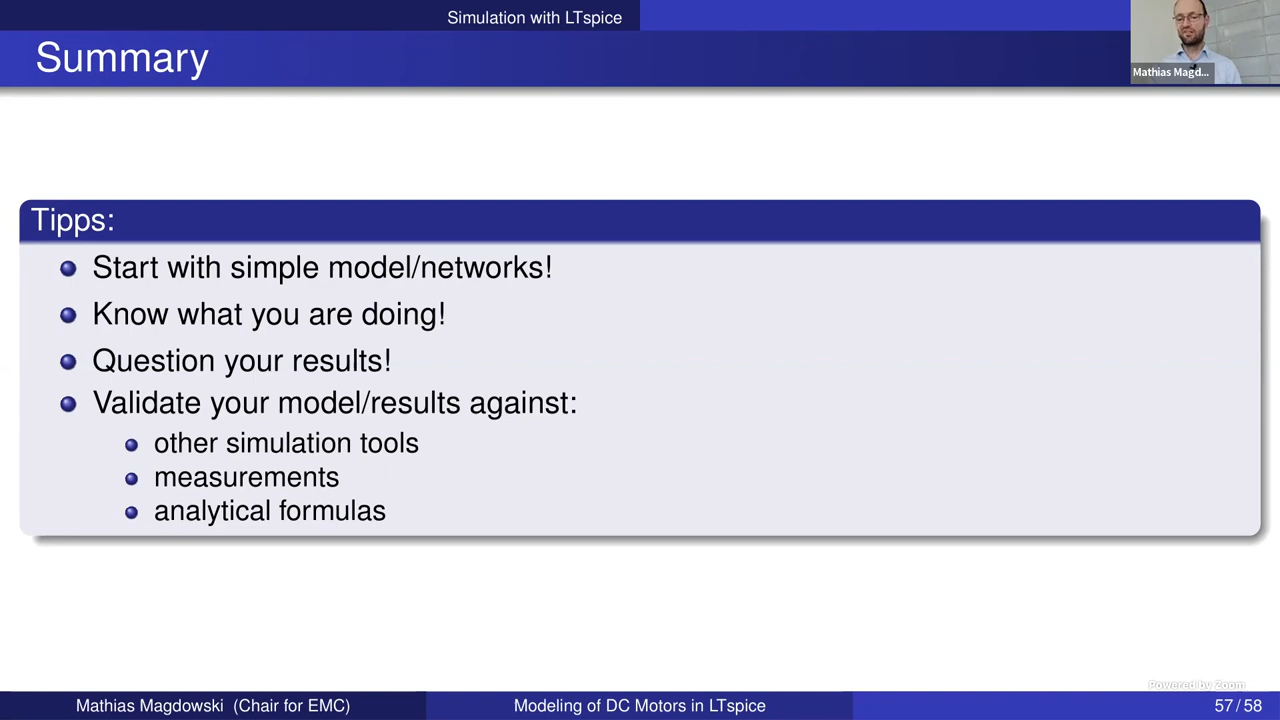 Simulation with LTspice
Summary
Mathias Magd...
Tipps:
Start with simple model/networks!
Know what you are doing!
Question your results!
Validate your model/results against:
other simulation tools
measurements
analytical formulas
Powered by Zoom
Mathias Magdowski (Chair for EMC)
Modeling of DC Motors in LTspice
57 / 58